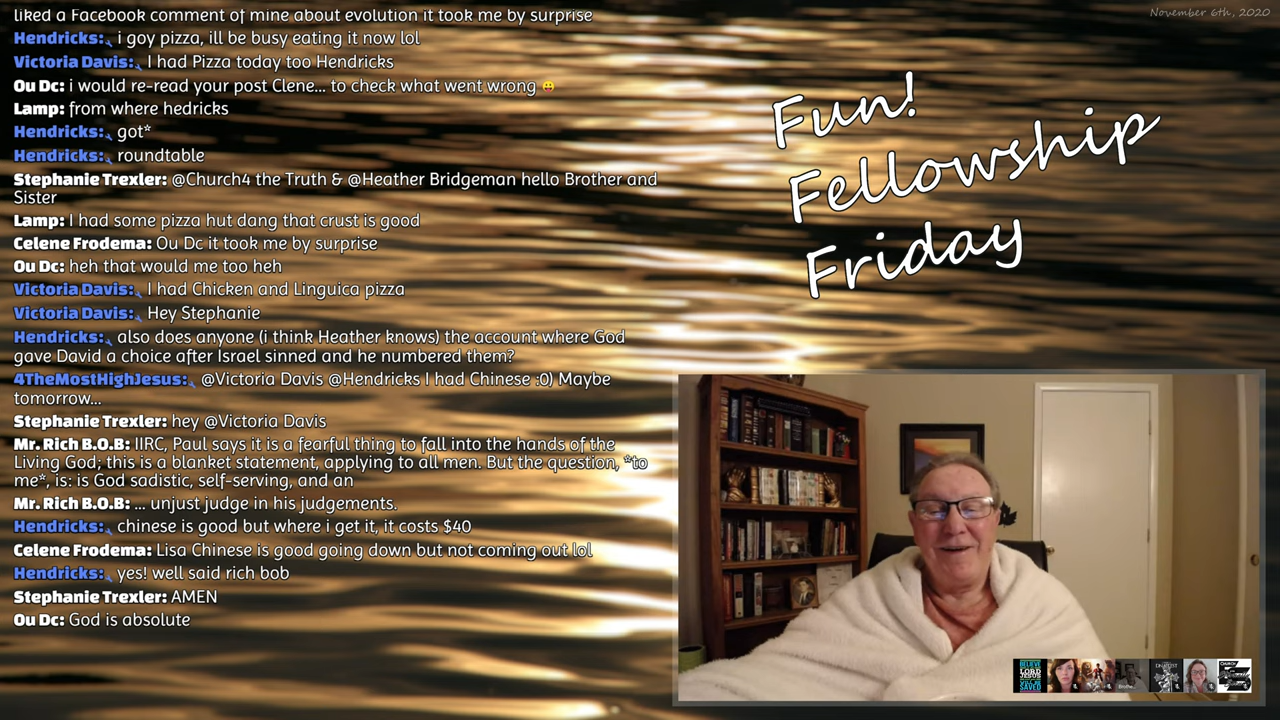 liked a Facebook comment of mine about evolution it took me by surprise
Hendricks: i goy pizza, ill be busy eating it now lol
Victoria Davis: I had Pizza today too Hendricks
Ou Dc: i would re-read your post Clene... to check what went wrong 😛
Lamp: from where hedricks
Hendricks: got*
Hendricks: roundtable
Stephanie Trexler: @Church4 the Truth & @Heather Bridgeman hello Brother and
Sister
Lamp: I had some pizza hut dang that crust is good
Celene Frodema: Ou Dc it took me by surprise
Ou Dc: heh that would me too heh
Victoria Davis: I had Chicken and Linguica pizza
Victoria Davis: Hey Stephanie
Hendricks: also does anyone (i think Heather knows) the account where God
gave David a choice after Israel sinned and he numbered them?
4TheMostHighJesus: @Victoria Davis @Hendricks I had Chinese :0) Maybe
tomorrow...
Stephanie Trexler: hey @Victoria Davis
Mr. Rich B.O.B: IIRC, Paul says it is a fearful thing to fall into the hands of the
Living God; this is a blanket statement, applying to all men. But the question, *to
me*, is: is God sadistic, self-serving, and an
Mr. Rich B.O.B: ... unjust judge in his judgements.
Hendricks: chinese is good but where i get it, it costs $40
Celene Frodema: Lisa Chinese is good going down but not coming out lol
Hendricks: yes! well said rich bob
Stephanie Trexler: AMEN
Ou Dc: God is absolute
November 6th, 2020
Fun!
Fellowship
Friday
BELIEVE
LORD
JESUS
SAVED
Brothe...
CHURCH